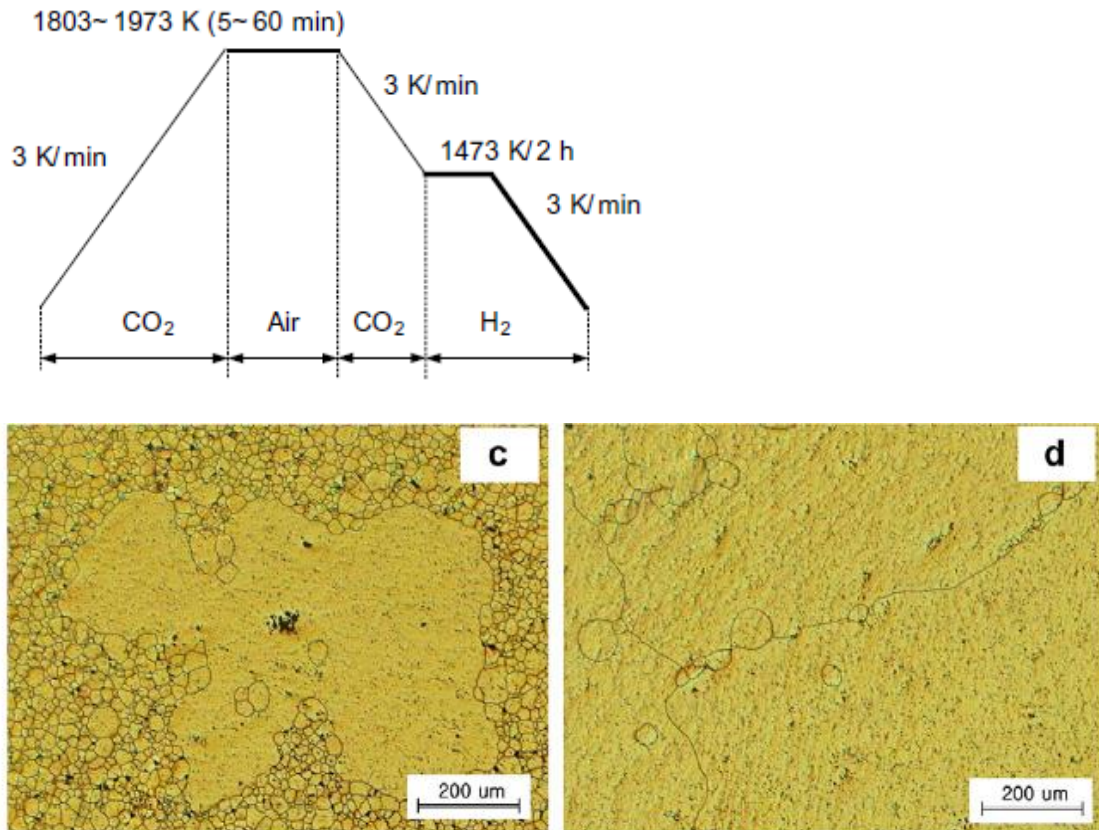 1803~ 1973 K (5~ 60 min)
3 K/min
3 K/min
1473 K/2 h
3 K/min
CO₂ Air CO₂ H₂
c d
200 um 200 um